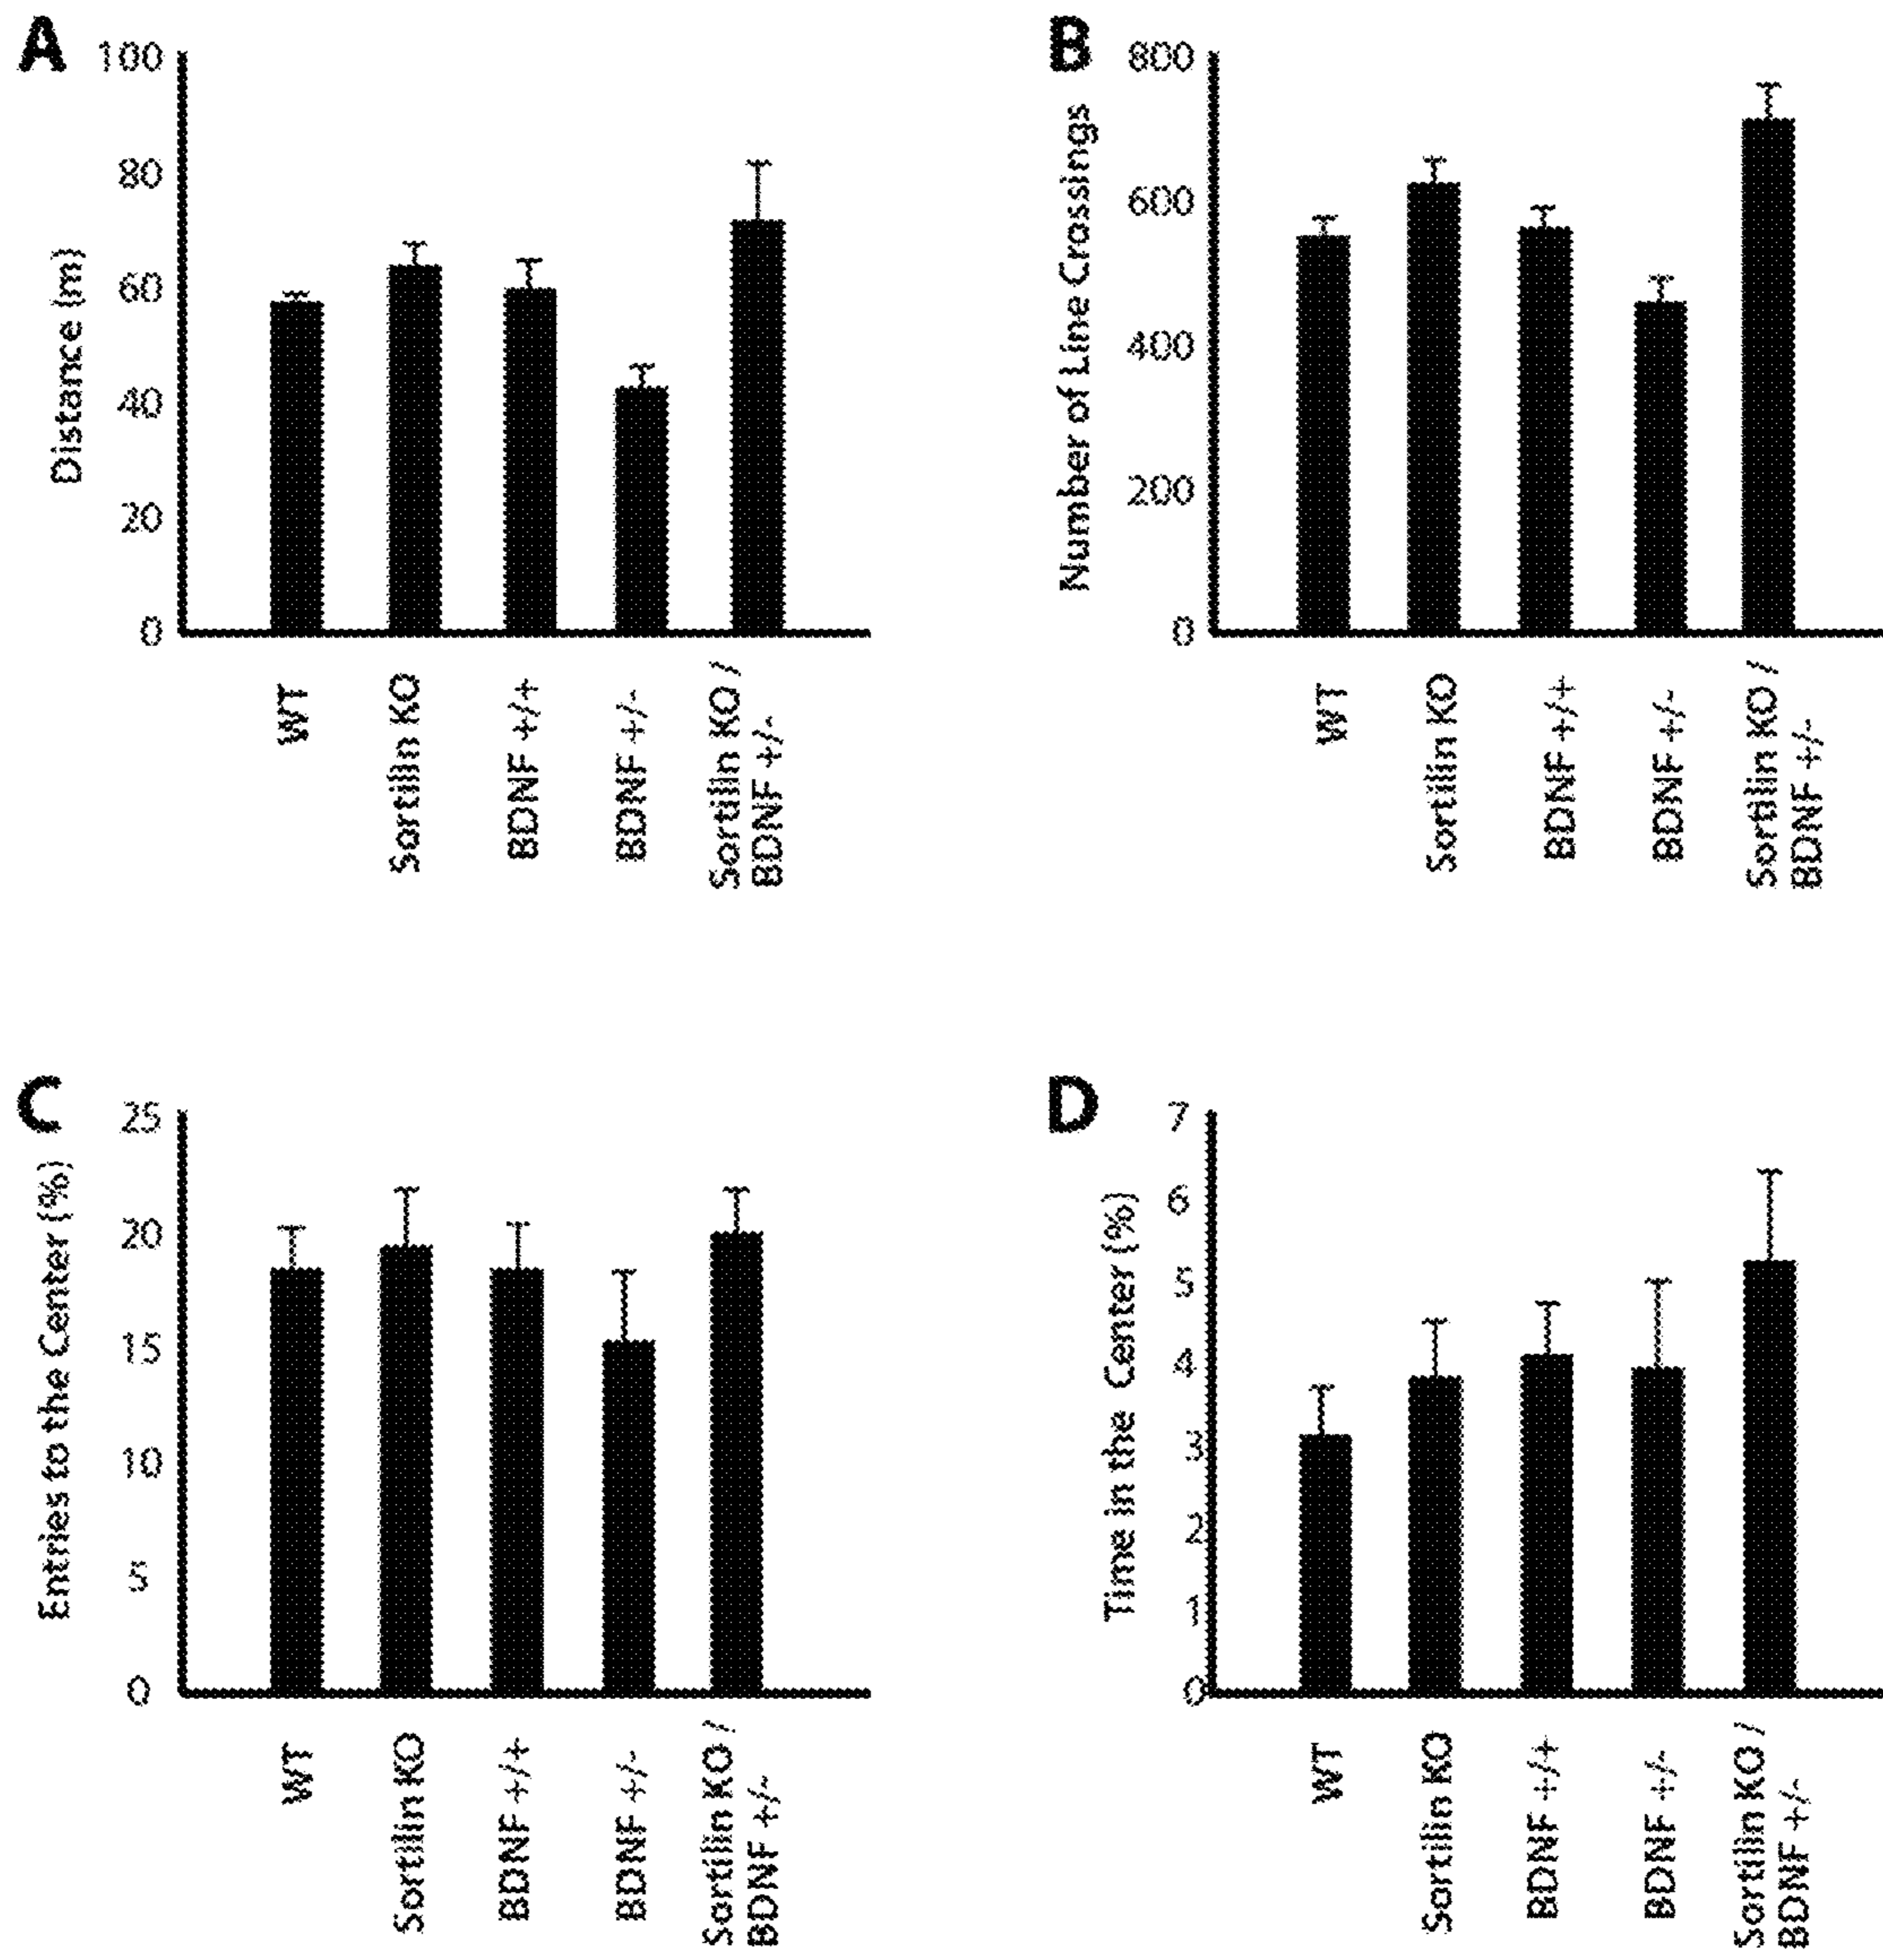 A
100
80
60
40
20
0
Distance (m)
WT
Sortilin KO
BDNF +/+
BDNF +/-
Sortilin KO /
BDNF +/-
B
800
600
400
200
0
Number of Line Crossings
WT
Sortilin KO
BDNF +/+
BDNF +/-
Sortilin KO /
BDNF +/-
C
25
20
15
10
5
0
Entries to the Center (%)
WT
Sortilin KO
BDNF +/+
BDNF +/-
Sortilin KO /
BDNF +/-
D
7
6
5
4
3
2
1
0
Time in the Center (%)
WT
Sortilin KO
BDNF +/+
BDNF +/-
Sortilin KO /
BDNF +/-